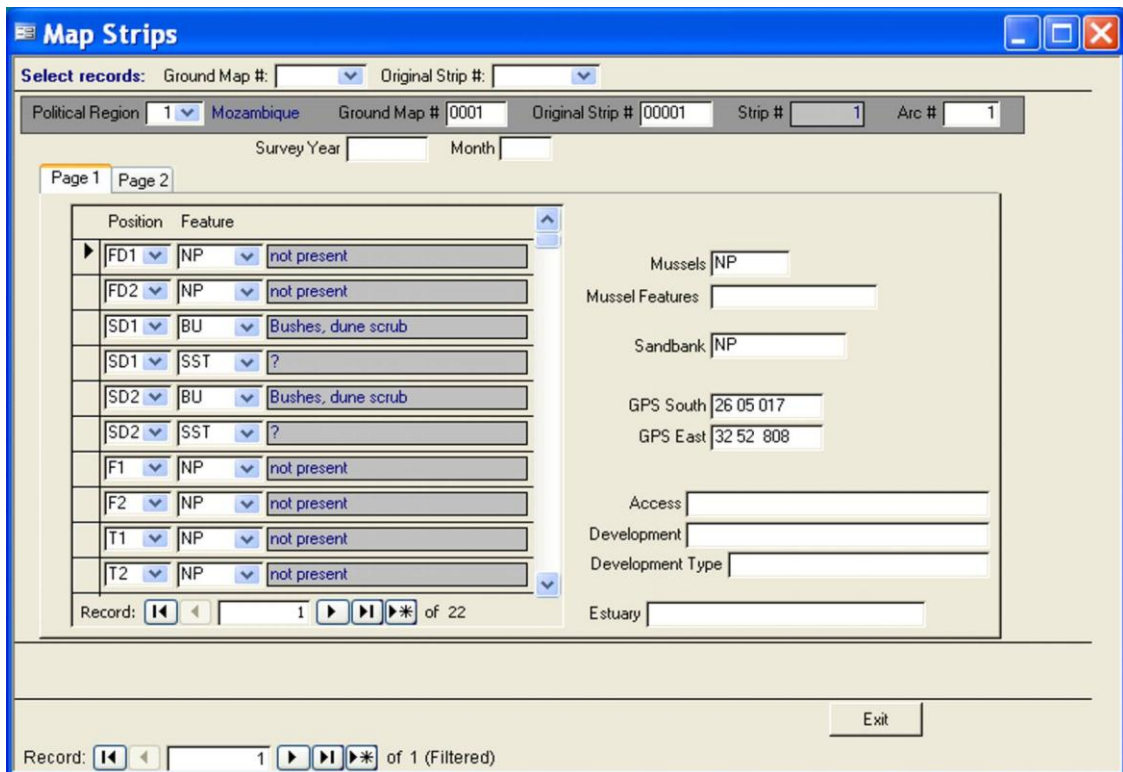 Map Strips
Select records: Ground Map #: Original Strip #:
Political Region 1 Mozambique Ground Map # 0001 Original Strip # 00001 Strip # 1 Arc # 1
Survey Year Month
Page 1 Page 2
Position Feature
FD1 NP not present
FD2 NP not present
SD1 BU Bushes, dune scrub
SD1 SST ?
SD2 BU Bushes, dune scrub
SD2 SST ?
F1 NP not present
F2 NP not present
T1 NP not present
T2 NP not present
Record: 1 of 22
Mussels NP
Mussel Features
Sandbank NP
GPS South 26 05 017
GPS East 32 52 808
Access
Development
Development Type
Estuary
Exit
Record: 1 of 1 (Filtered)